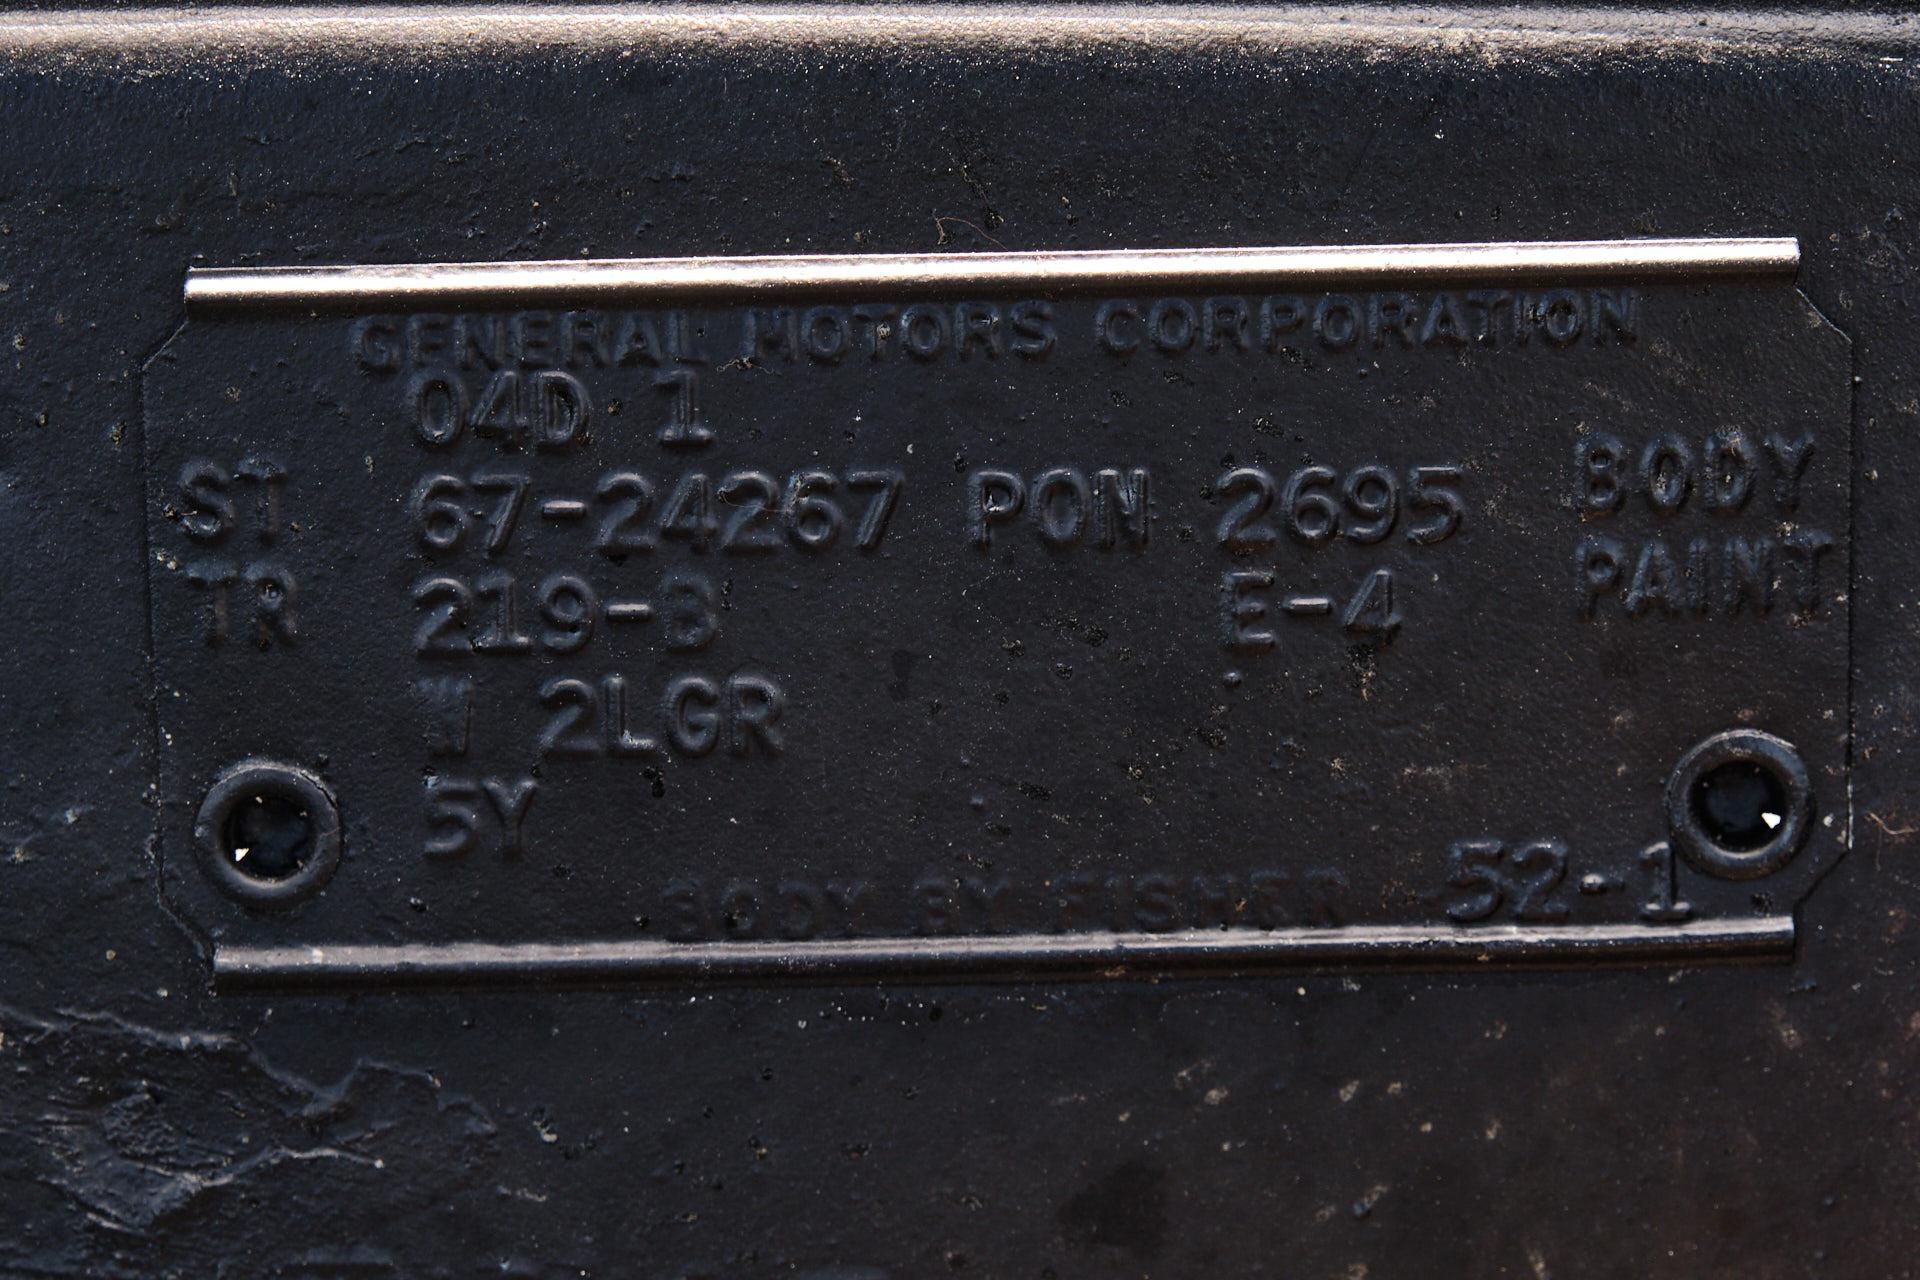 GENERAL MOTORS CORPORATION
04D 1
ST 67-24267 PON 2695 BODY
TR 219-B E-4 PAINT
W 2LGR
5Y
BODY BY FISHER 52-1